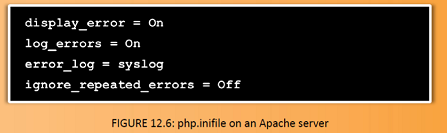 display_error = On
log_errors = On
error_log = syslog
ignore_repeated_errors = Off
FIGURE 12.6: php.inifile on an Apache server